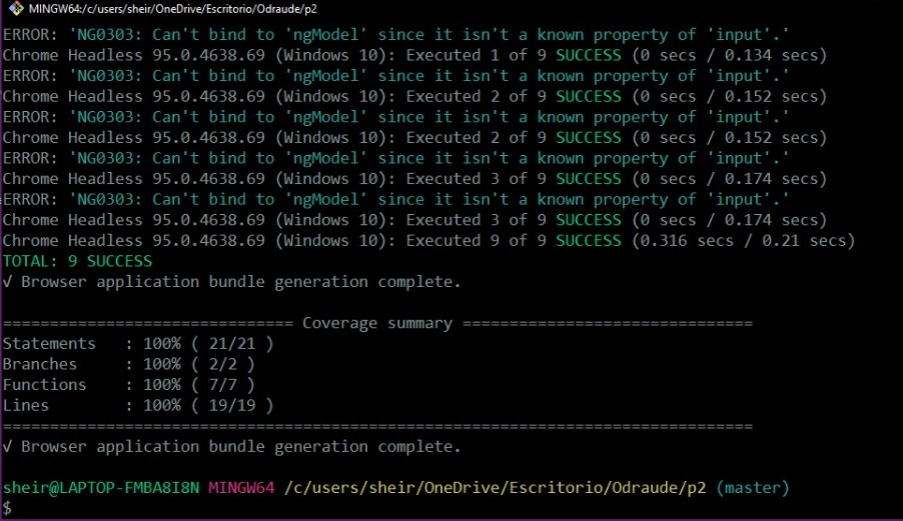 MINGW64:/c/users/sheir/OneDrive/Escritorio/Odraude/p2
ERROR: 'NG0303: Can't bind to 'ngModel' since it isn't a known property of 'input'.'
Chrome Headless 95.0.4638.69 (Windows 10): Executed 1 of 9 SUCCESS (0 secs / 0.134 secs)
ERROR: 'NG0303: Can't bind to 'ngModel' since it isn't a known property of 'input'.'
Chrome Headless 95.0.4638.69 (Windows 10): Executed 2 of 9 SUCCESS (0 secs / 0.152 secs)
ERROR: 'NG0303: Can't bind to 'ngModel' since it isn't a known property of 'input'.'
Chrome Headless 95.0.4638.69 (Windows 10): Executed 2 of 9 SUCCESS (0 secs / 0.152 secs)
ERROR: 'NG0303: Can't bind to 'ngModel' since it isn't a known property of 'input'.'
Chrome Headless 95.0.4638.69 (Windows 10): Executed 3 of 9 SUCCESS (0 secs / 0.174 secs)
ERROR: 'NG0303: Can't bind to 'ngModel' since it isn't a known property of 'input'.'
Chrome Headless 95.0.4638.69 (Windows 10): Executed 3 of 9 SUCCESS (0 secs / 0.174 secs)
Chrome Headless 95.0.4638.69 (Windows 10): Executed 9 of 9 SUCCESS (0.316 secs / 0.21 secs)
TOTAL: 9 SUCCESS
√ Browser application bundle generation complete.
=============================== Coverage summary ===============================
Statements   : 100% ( 21/21 )
Branches     : 100% ( 2/2 )
Functions    : 100% ( 7/7 )
Lines        : 100% ( 19/19 )
================================================================================
√ Browser application bundle generation complete.
sheir@LAPTOP-FMBA8I8N MINGW64 /c/users/sheir/OneDrive/Escritorio/Odraude/p2 (master)
$